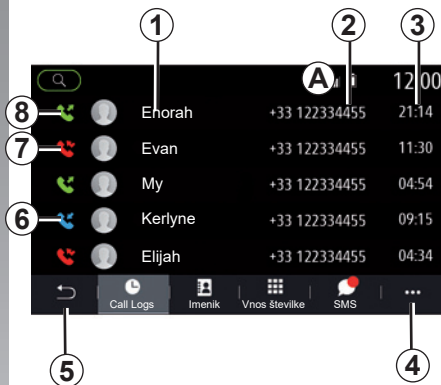 1 2 3
A 12:00
8 Enorah +33 122334455 21:14
7 Evan +33 122334455 11:30
My +33 122334455 04:54
6 Kerlyne +33 122334455 09:15
Elijah +33 122334455 04:34
Call Logs Imenik Vnos številke SMS ...
5 4